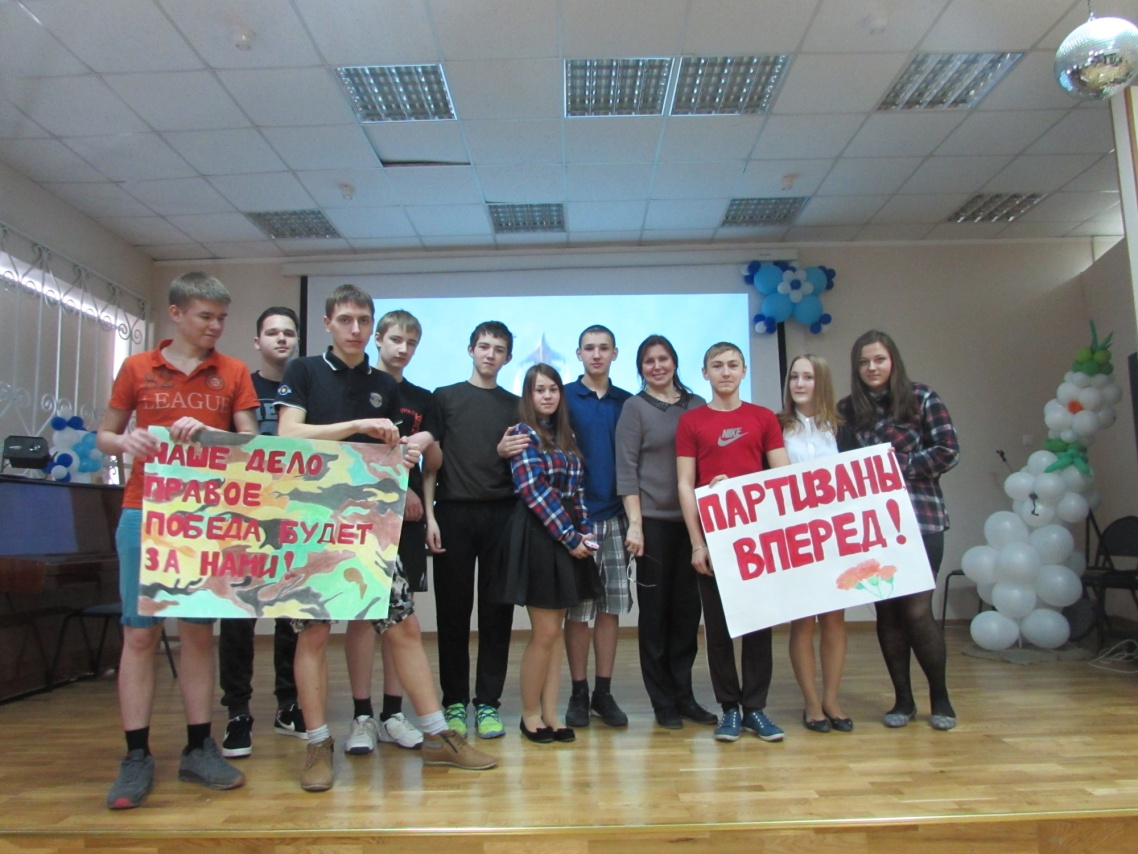 LEAGUE
НАШЕ ДЕЛО
ПРАВОЕ
ПОБЕДА БУДЕТ
ЗА НАМИ!
NIKE
ПАРТИЗАНЫ
ВПЕРЕД!